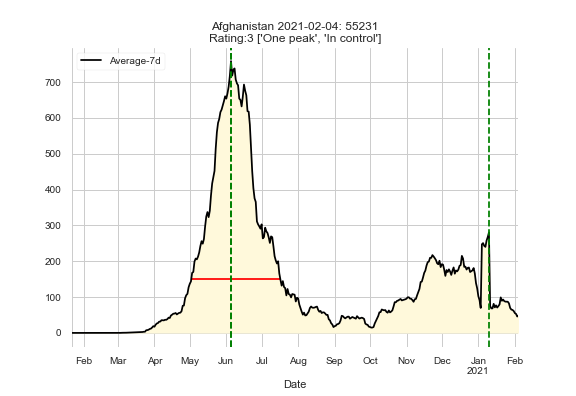 Afghanistan 2021-02-04: 55231
Rating:3 ['One peak', 'In control']
Average-7d
700
600
500
400
300
200
100
0
Feb Mar Apr May Jun Jul Aug Sep Oct Nov Dec Jan Feb
2021
Date